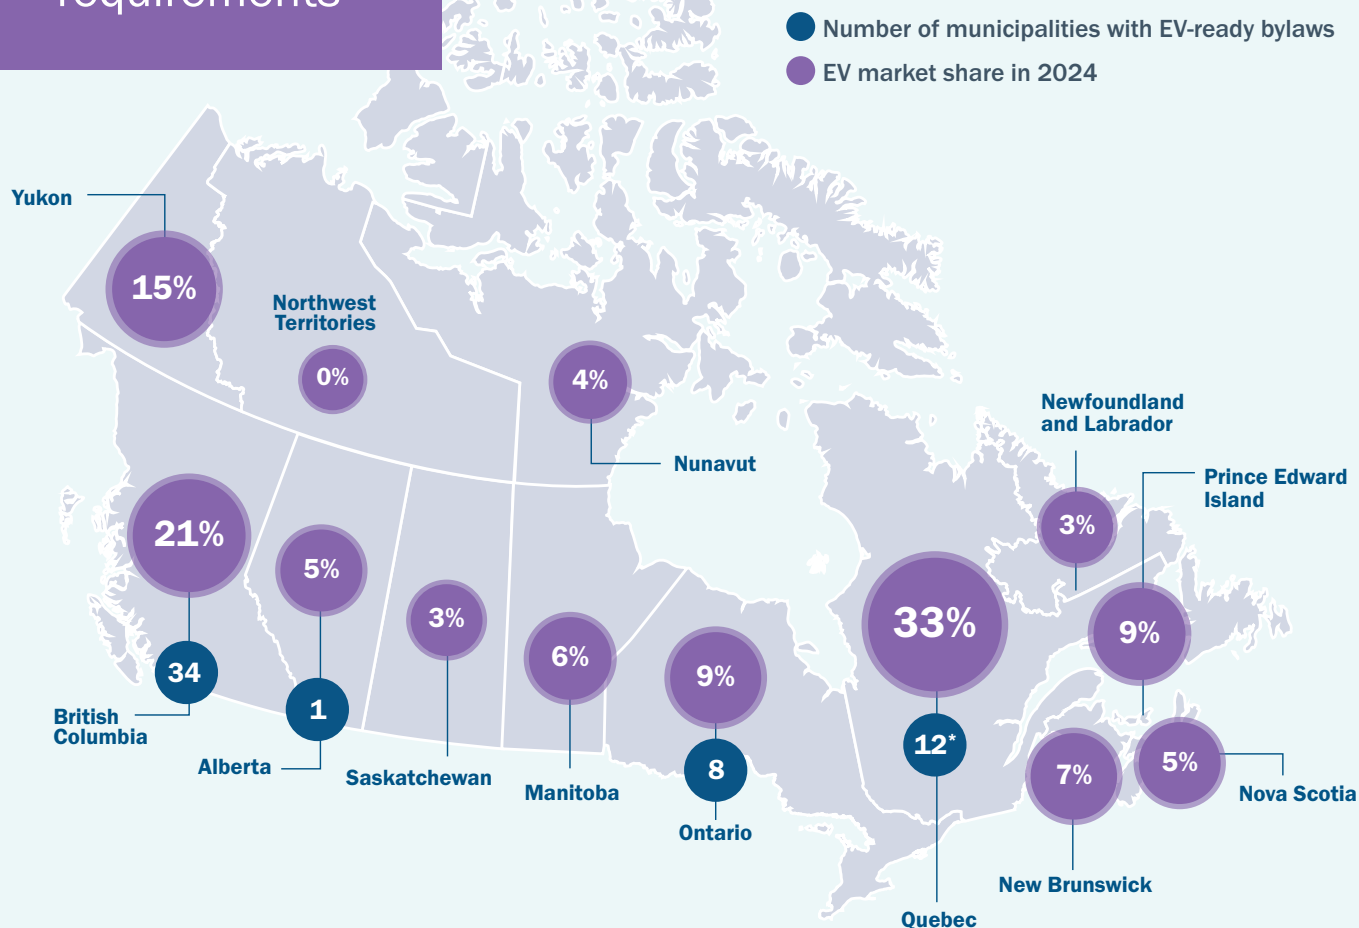 requirements
Number of municipalities with EV-ready bylaws
EV market share in 2024
Yukon
15%
Northwest
Territories
0%
4%
Nunavut
Newfoundland
and Labrador
3%
Prince Edward
Island
9%
21%
34
British
Columbia
5%
1
Alberta
3%
Saskatchewan
6%
Manitoba
9%
8
Ontario
33%
12*
Quebec
7%
New Brunswick
5%
Nova Scotia